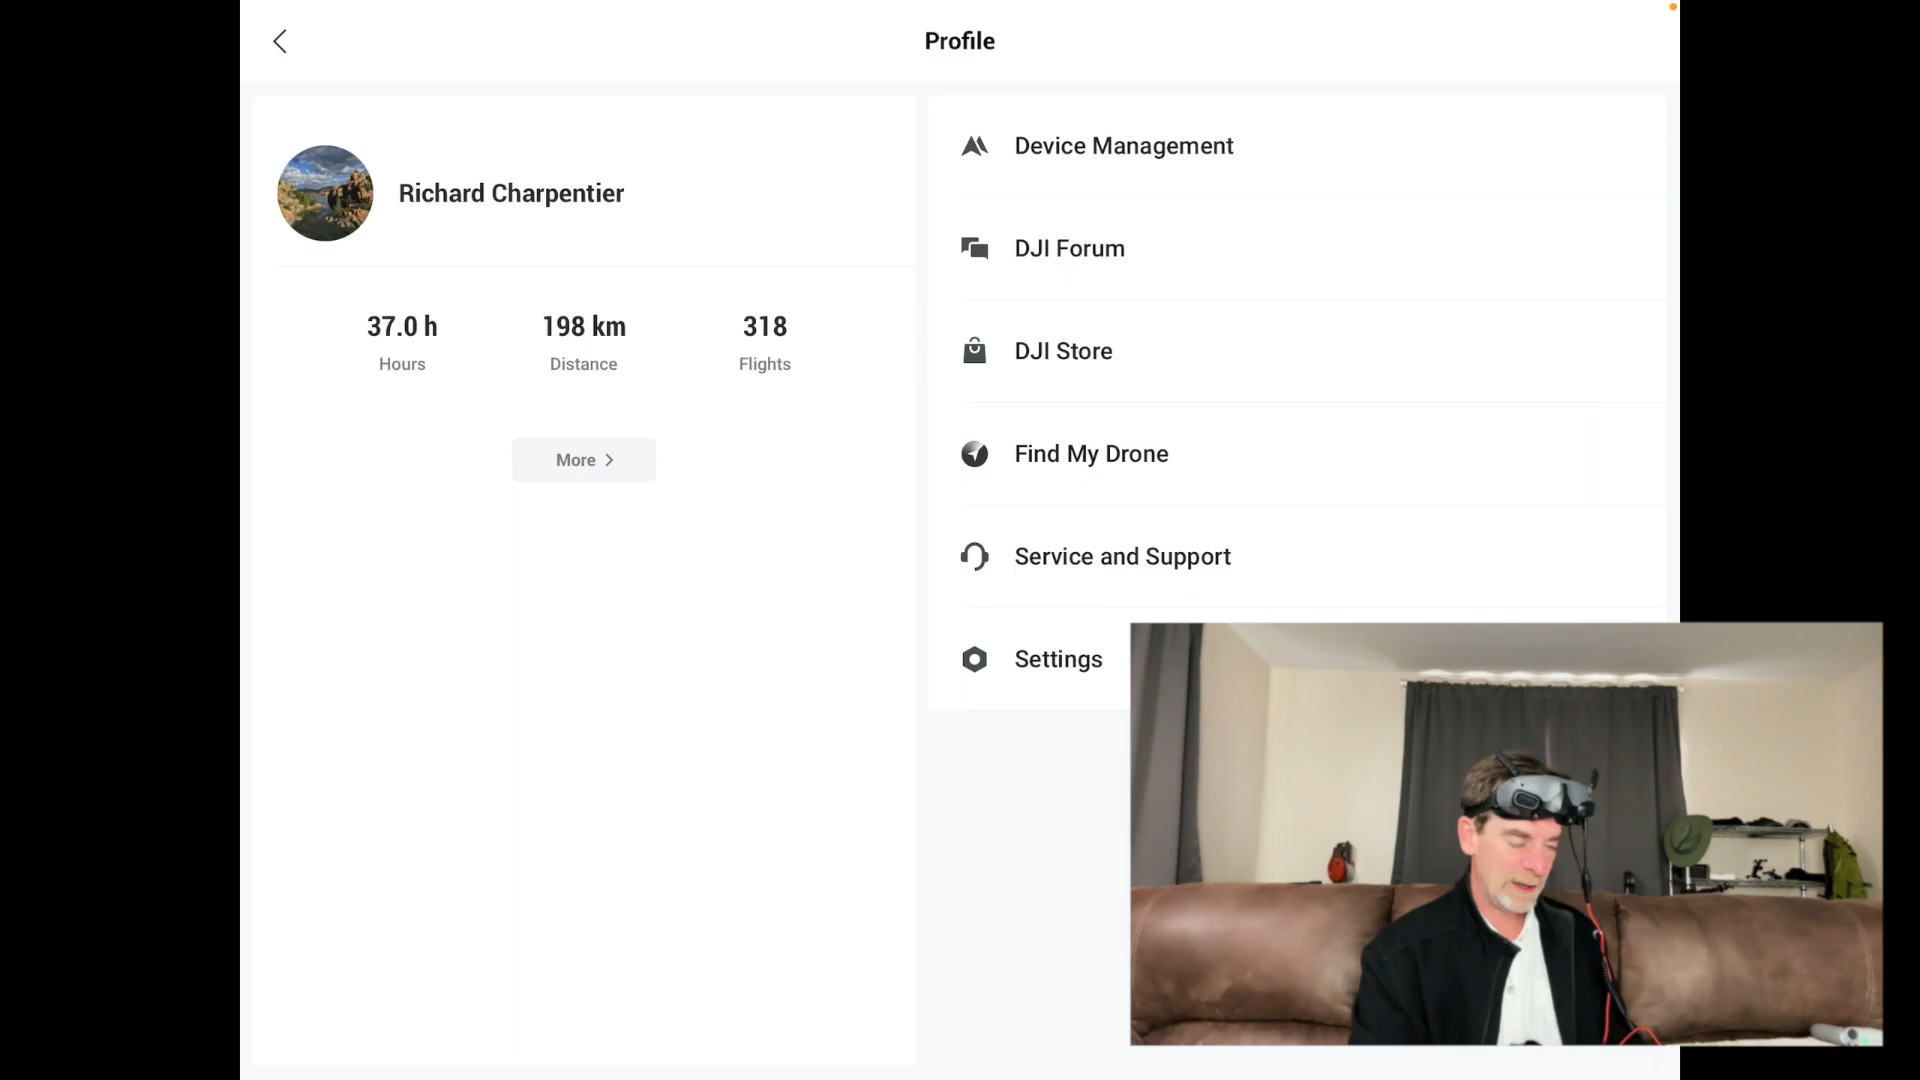 Profile
Richard Charpentier
37.0 h
198 km
318
Hours
Distance
Flights
More
Device Management
DJI Forum
DJI Store
Find My Drone
Service and Support
Settings